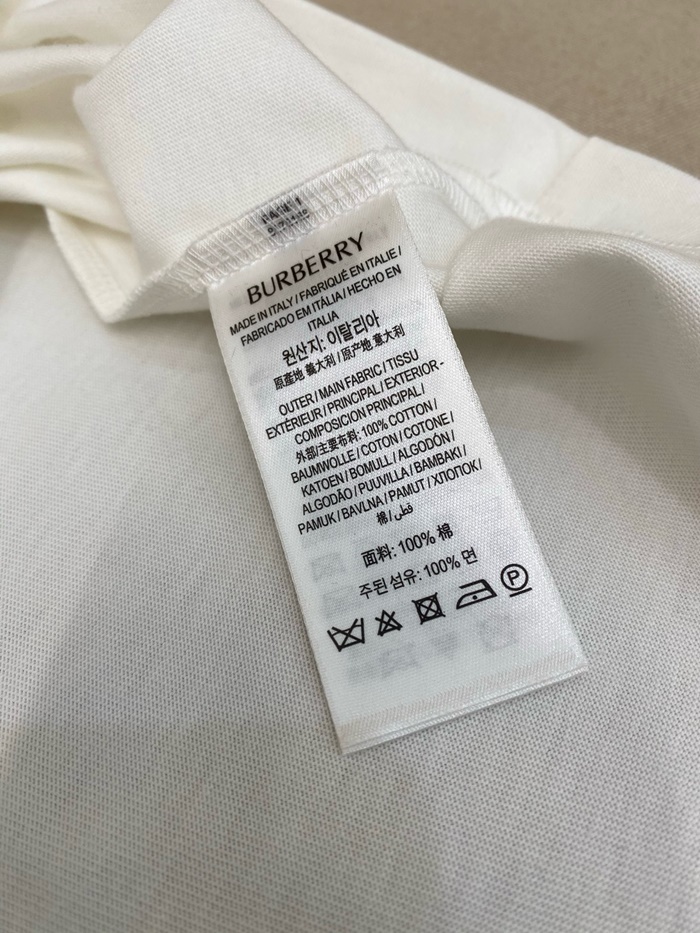 BURBERRY
MADE IN ITALY / FABRIQUÉ EN ITALIE /
FABRICADO EM ITÁLIA / HECHO EN
ITALIA
원산지: 이탈리아
原產地 義大利 / 原产地 意大利
OUTER / MAIN FABRIC / TISSU
EXTÉRIEUR / PRINCIPAL / EXTERIOR -
COMPOSICION PRINCIPAL /
外部/主要布料: 100% COTTON /
BAUMWOLLE / COTON / COTONE /
KATOEN / BOMULL / ALGODÓN /
ALGODÃO / PUUVILLA / BAMBAKI /
PAMUK / BAVLNA / PAMUT / ХЛОПОК /
棉 / قطن
面料: 100% 棉
주된 섬유: 100% 면
P